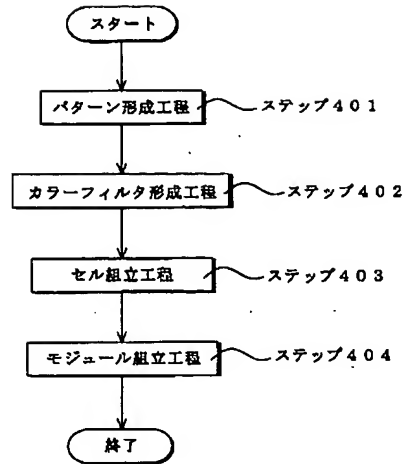 スタート
パターン形成工程 ステップ401
カラーフィルタ形成工程 ステップ402
セル組立工程 ステップ403
モジュール組立工程 ステップ404
終了